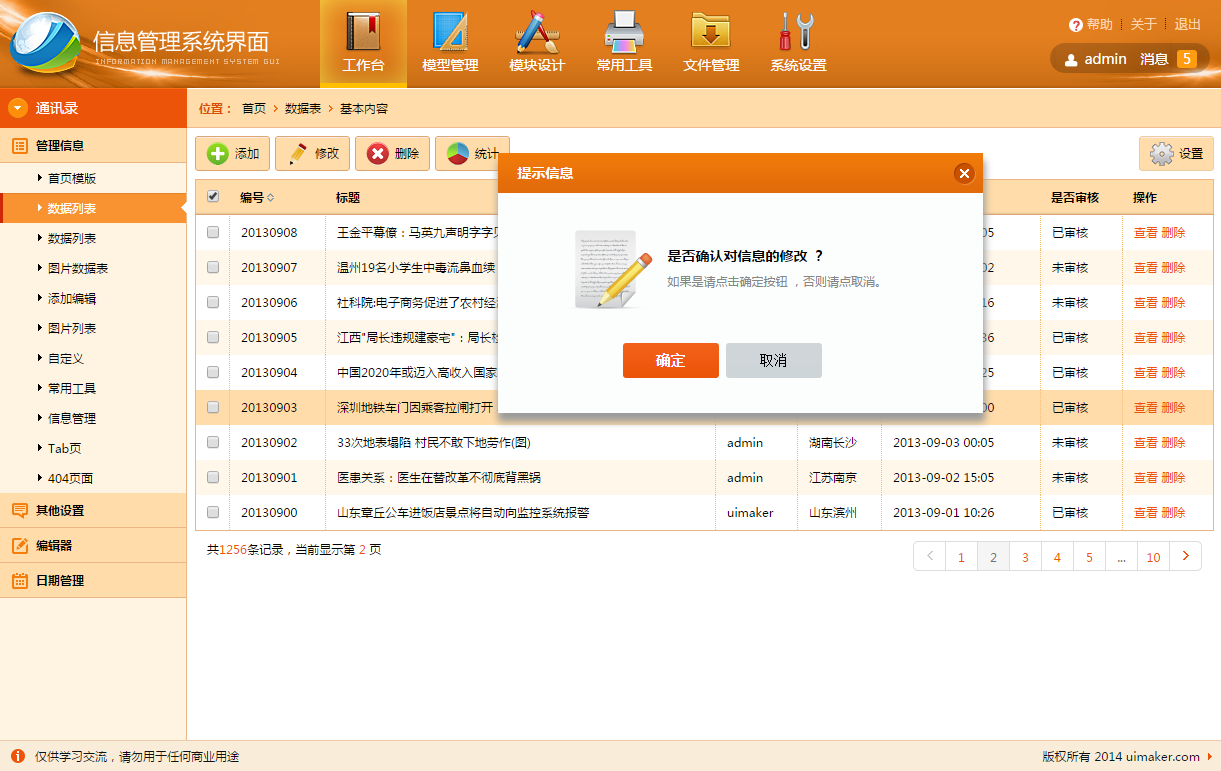 信息管理系统界面
INFORMATION MANAGEMENT SYSTEM GUI
工作台 模型管理 模块设计 常用工具 文件管理 系统设置
帮助 关于 退出
admin 消息 5
通讯录
位置： 首页 数据表 基本内容
管理信息
首页模版
数据列表
数据列表
图片数据表
添加编辑
图片列表
自定义
常用工具
信息管理
Tab页
404页面
其他设置
编辑器
日期管理
添加 修改 删除 统计 设置
编号 标题 是否审核 操作
20130908 王金平幕僚：马英九声明字字 05 已审核 查看 删除
20130907 温州19名小学生中毒流鼻血续 02 未审核 查看 删除
20130906 社科院:电子商务促进了农村经 16 未审核 查看 删除
20130905 江西"局长违规建豪宅"：局长 36 已审核 查看 删除
20130904 中国2020年或迈入高收入国家 25 已审核 查看 删除
20130903 深圳地铁车门因乘客拉闸打开 00 已审核 查看 删除
20130902 33次地表塌陷 村民不敢下地劳作(图) admin 湖南长沙 2013-09-03 00:05 未审核 查看 删除
20130901 医患关系：医生在替改革不彻底背黑锅 admin 江苏南京 2013-09-02 15:05 未审核 查看 删除
20130900 山东章丘公车进饭店景点将自动向监控系统报警 uimaker 山东滨州 2013-09-01 10:26 已审核 查看 删除
提示信息
是否确认对信息的修改 ？
如果是请点击确定按钮 ，否则请点取消。
确定 取消
共1256条记录，当前显示第 2 页
1 2 3 4 5 ... 10
仅供学习交流，请勿用于任何商业用途
版权所有 2014 uimaker.com